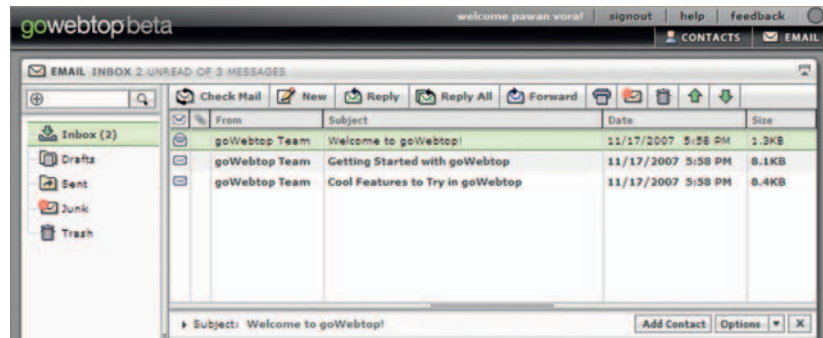 gowebtop beta
welcome pawan vora! | signout | help | feedback
CONTACTS EMAIL
EMAIL INBOX 2 UNREAD OF 3 MESSAGES
Check Mail New Reply Reply All Forward
From Subject Date Size
Inbox (2)
Drafts
Sent
Junk
Trash
goWebtop Team Welcome to goWebtop! 11/17/2007 5:58 PM 1.3KB
goWebtop Team Getting Started with goWebtop 11/17/2007 5:58 PM 8.1KB
goWebtop Team Cool Features to Try in goWebtop 11/17/2007 5:58 PM 8.4KB
Subject: Welcome to goWebtop! Add Contact Options X